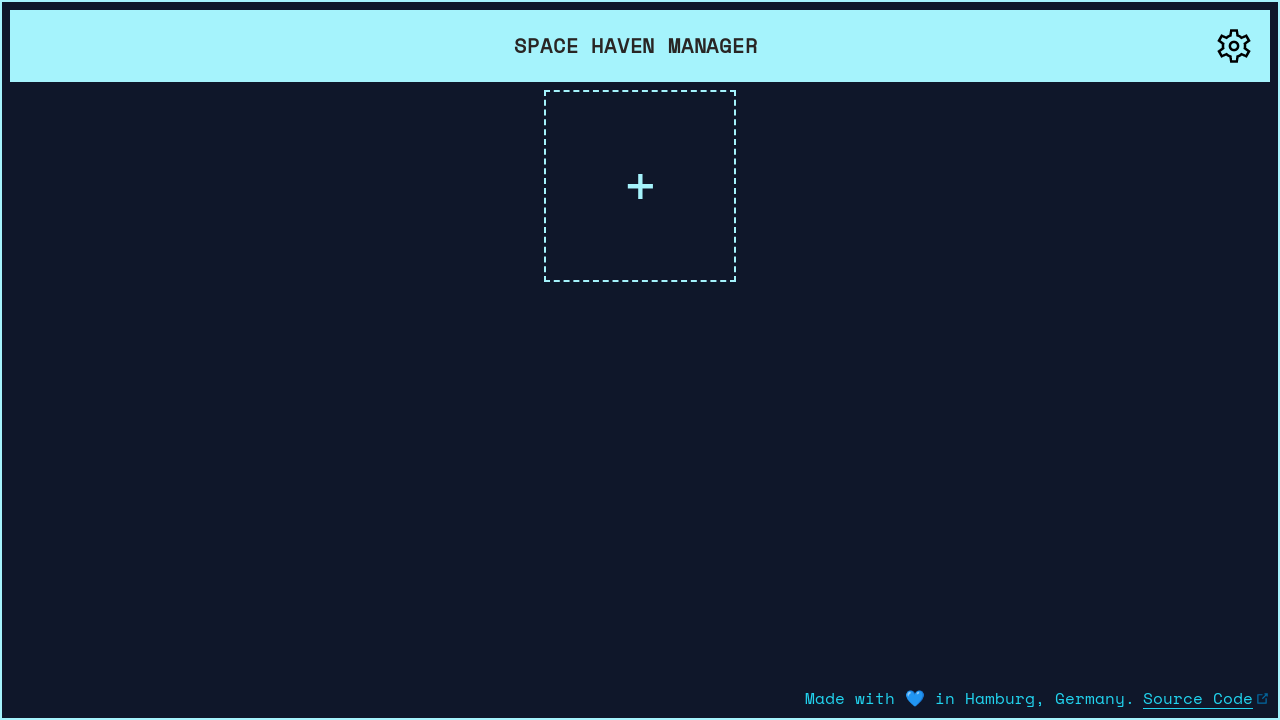 SPACE HAVEN MANAGER
+
Made with 💙 in Hamburg, Germany. Source Code